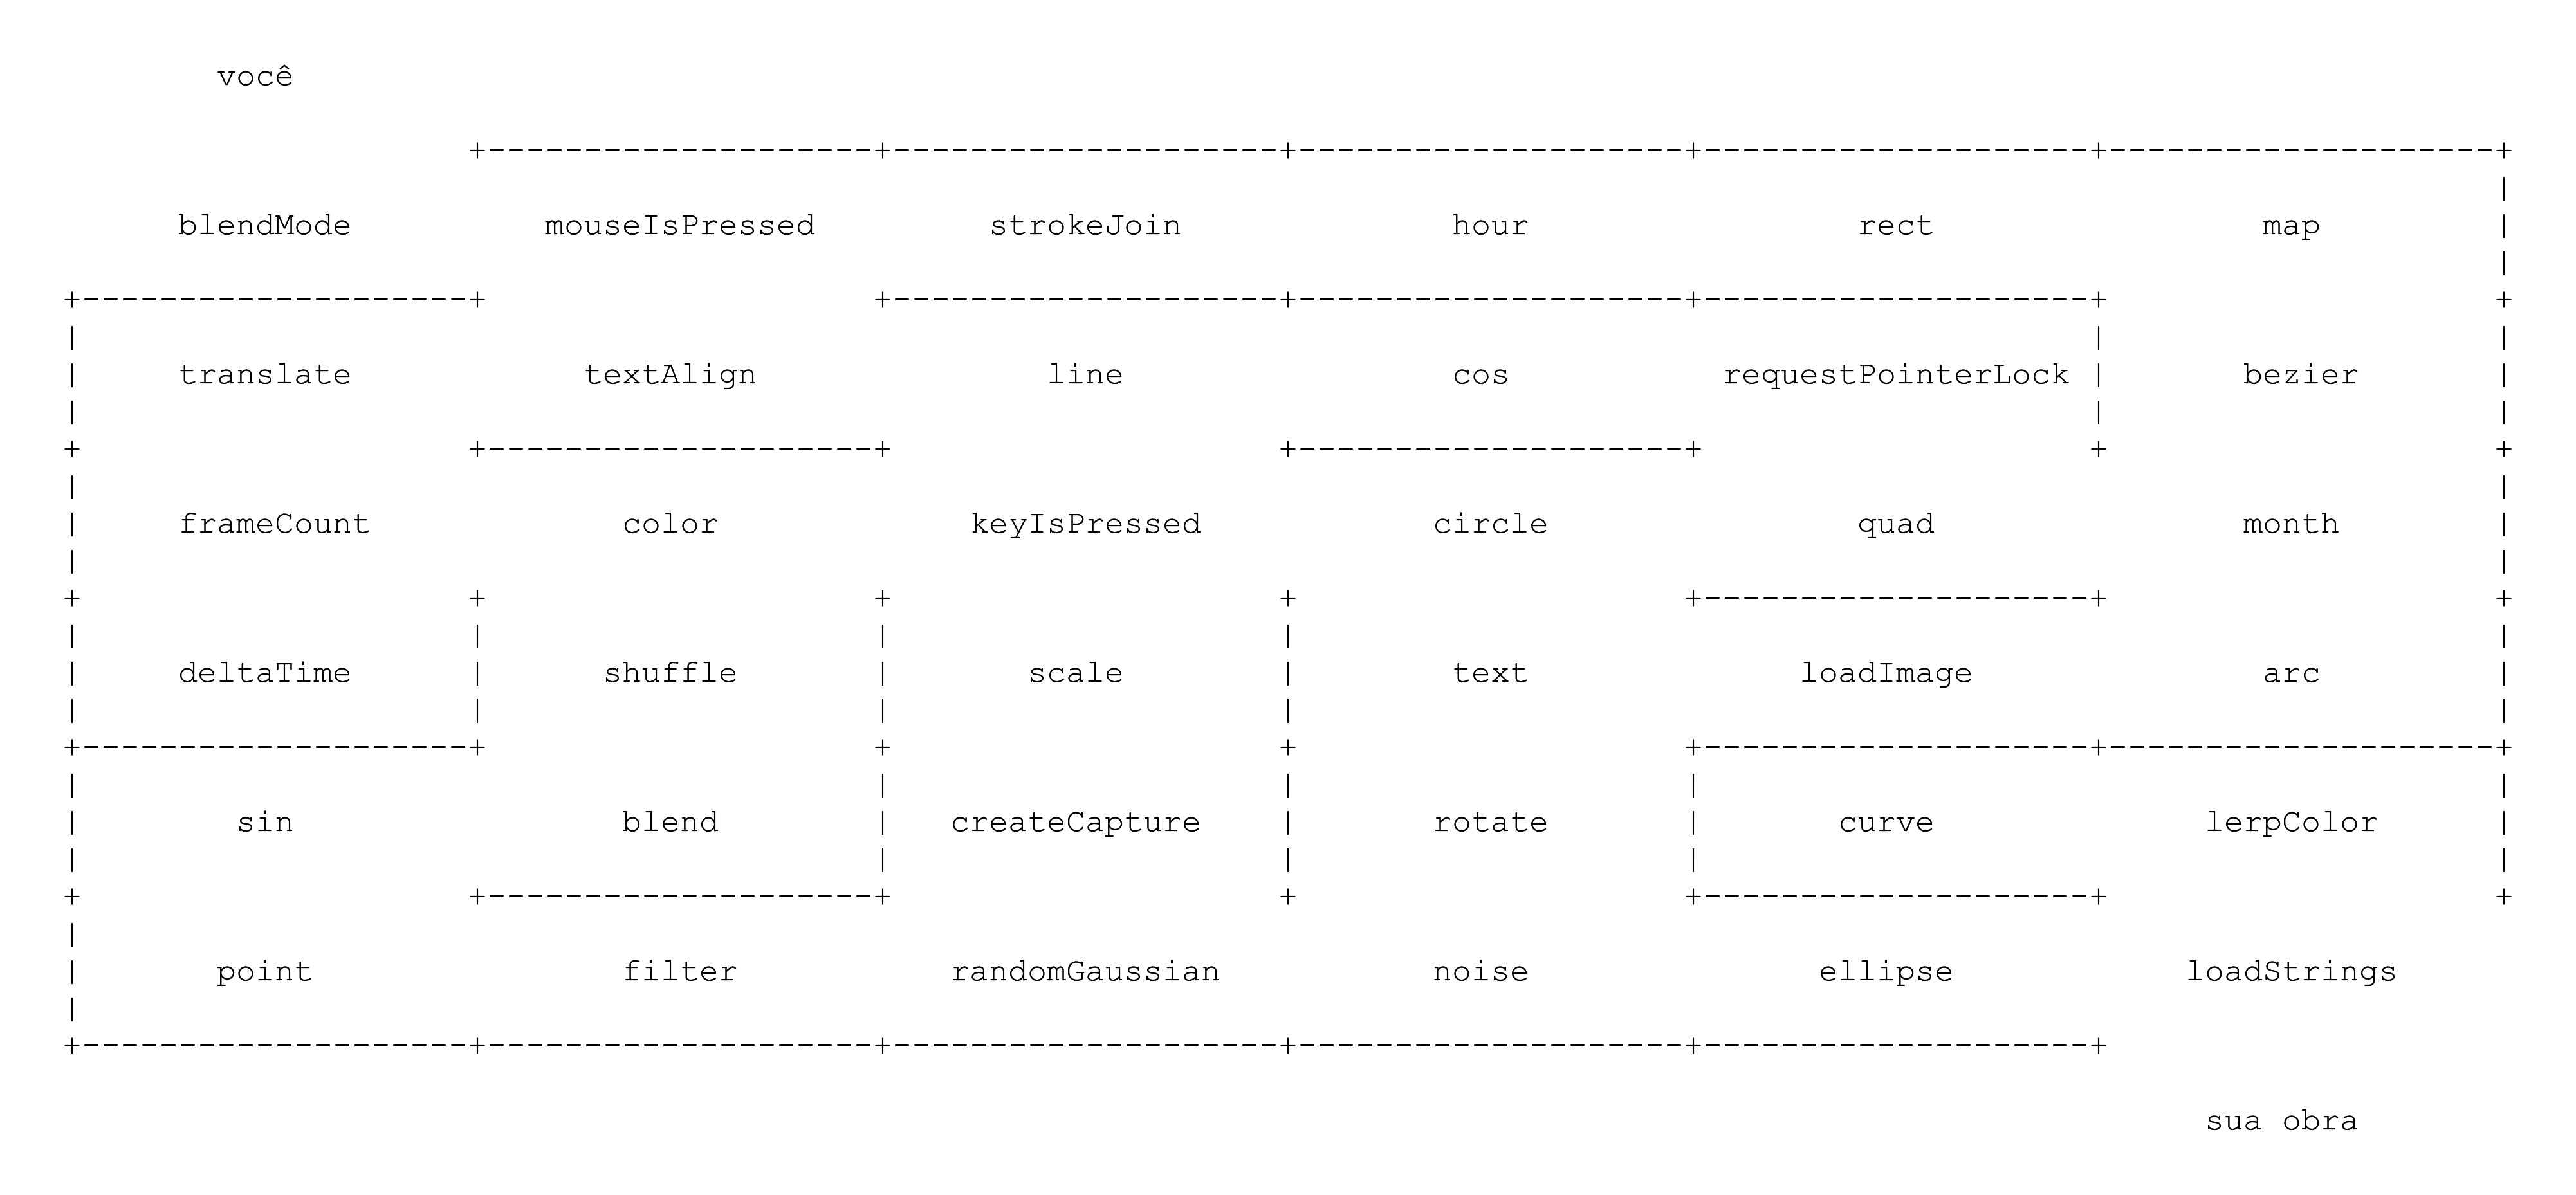 você
blendMode mouseIsPressed strokeJoin hour rect map
translate textAlign line cos requestPointerLock bezier
frameCount color keyIsPressed circle quad month
deltaTime shuffle scale text loadImage arc
sin blend createCapture rotate curve lerpColor
point filter randomGaussian noise ellipse loadStrings
sua obra